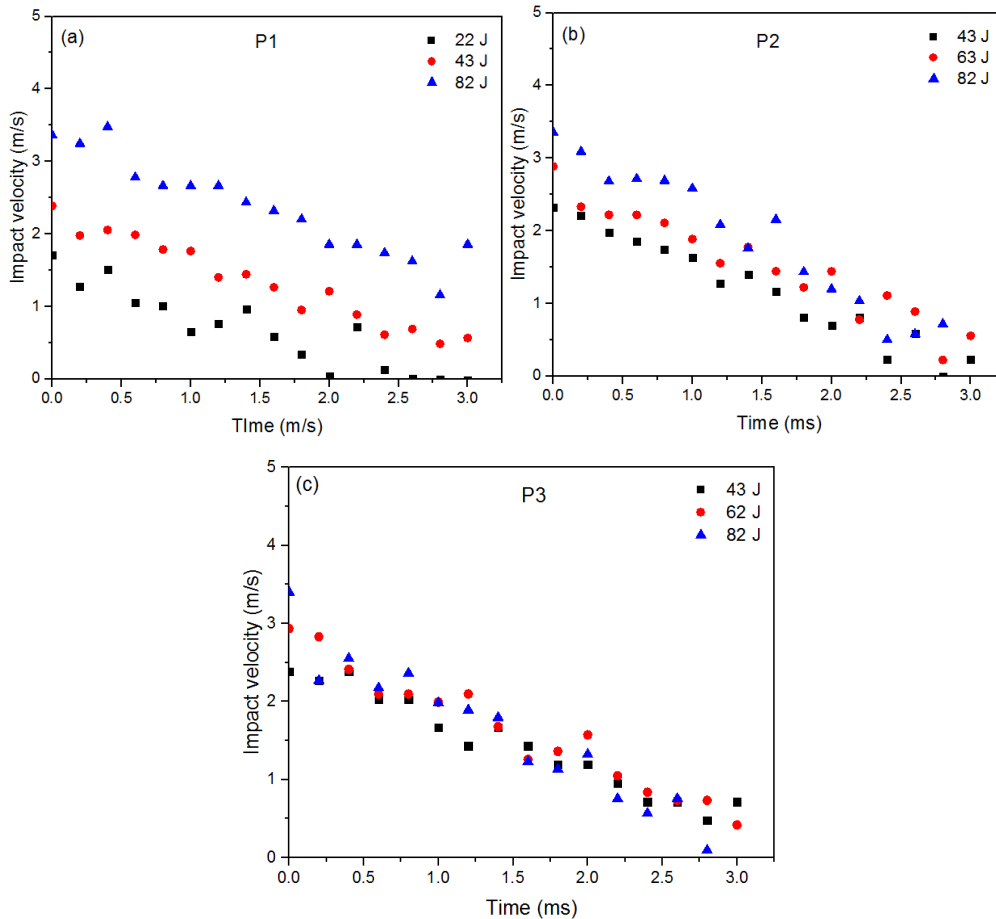 (a)
P1
22 J
43 J
82 J
Impact velocity (m/s)
5
4
3
2
1
0
0.0 0.5 1.0 1.5 2.0 2.5 3.0
TIme (m/s)
(b)
P2
43 J
63 J
82 J
Impact velocity (m/s)
5
4
3
2
1
0
0.0 0.5 1.0 1.5 2.0 2.5 3.0
Time (ms)
(c)
P3
43 J
62 J
82 J
Impact velocity (m/s)
5
4
3
2
1
0
0.0 0.5 1.0 1.5 2.0 2.5 3.0
Time (ms)